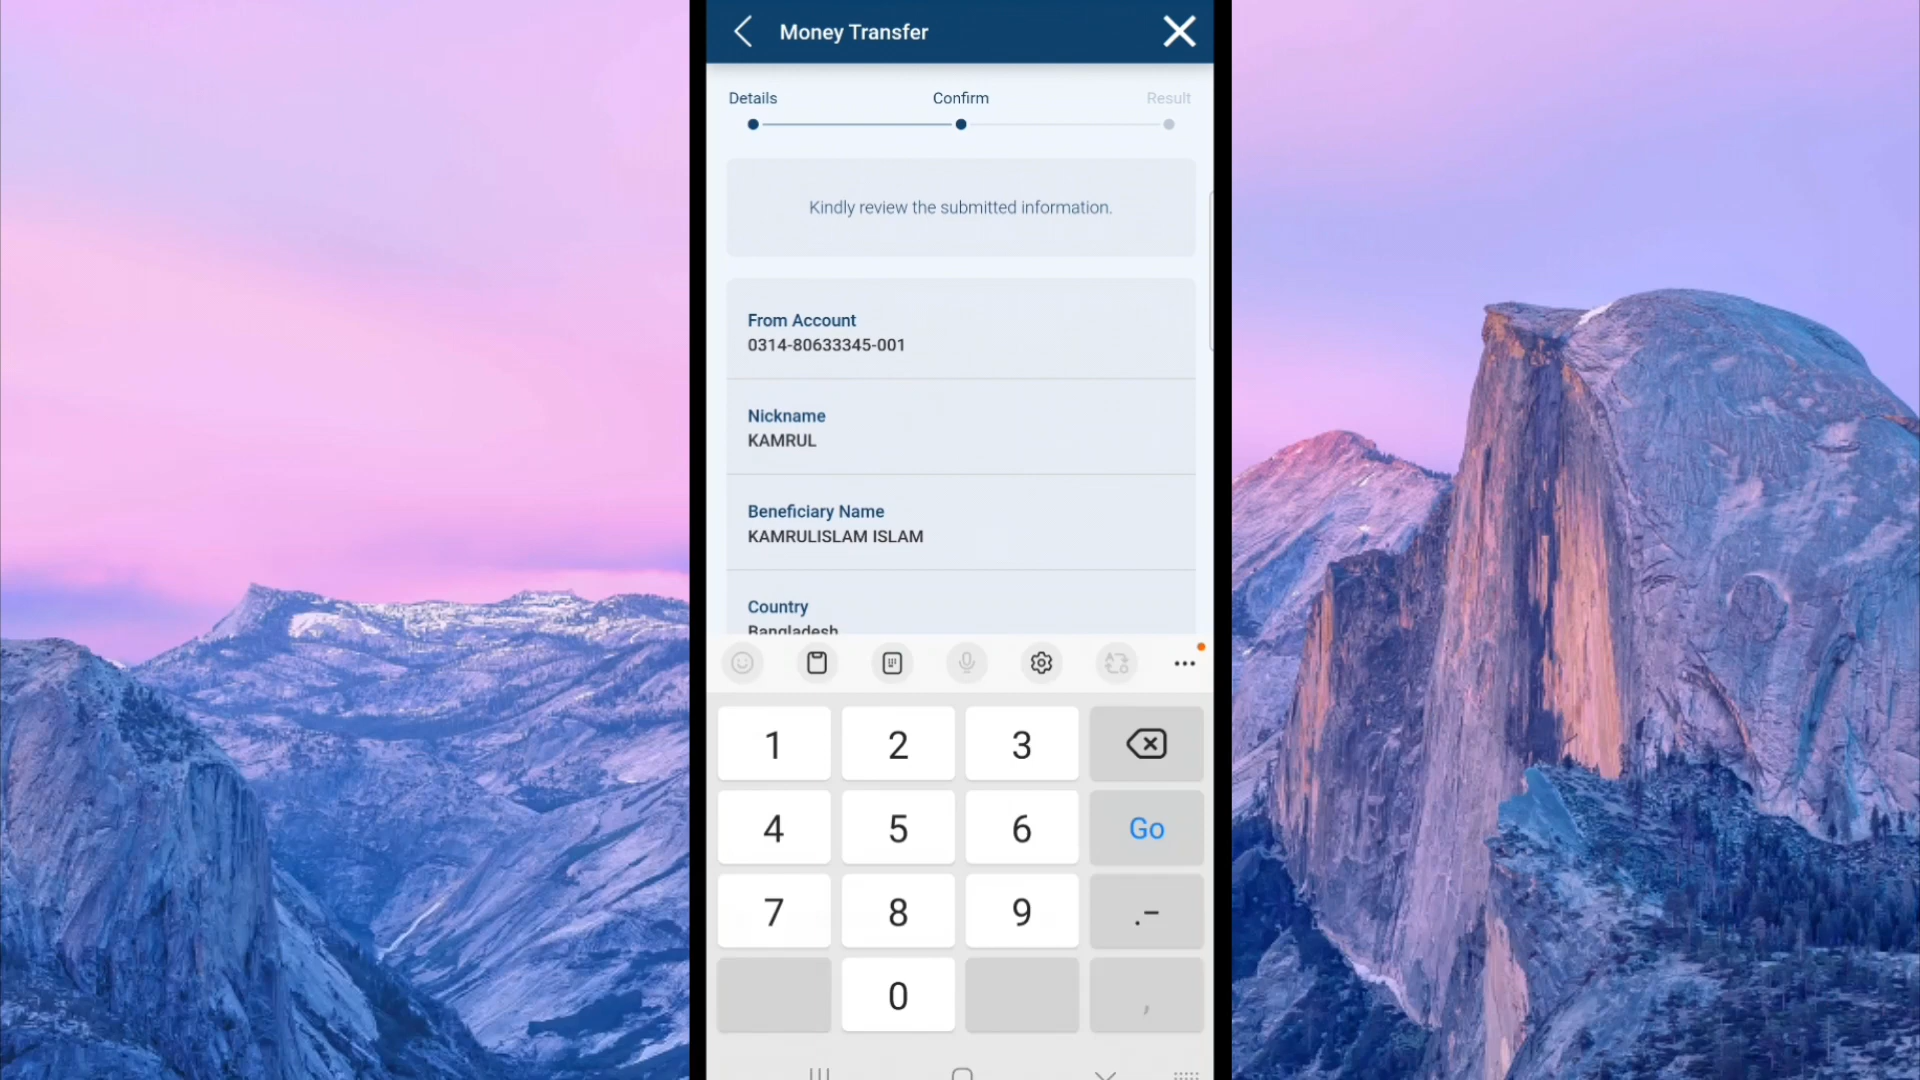 Money Transfer
Details Confirm Result
Kindly review the submitted information.
From Account
0314-80633345-001
Nickname
KAMRUL
Beneficiary Name
KAMRULISLAM ISLAM
Country
Bangladesh
1 2 3
4 5 6 Go
7 8 9 .-
0 ,